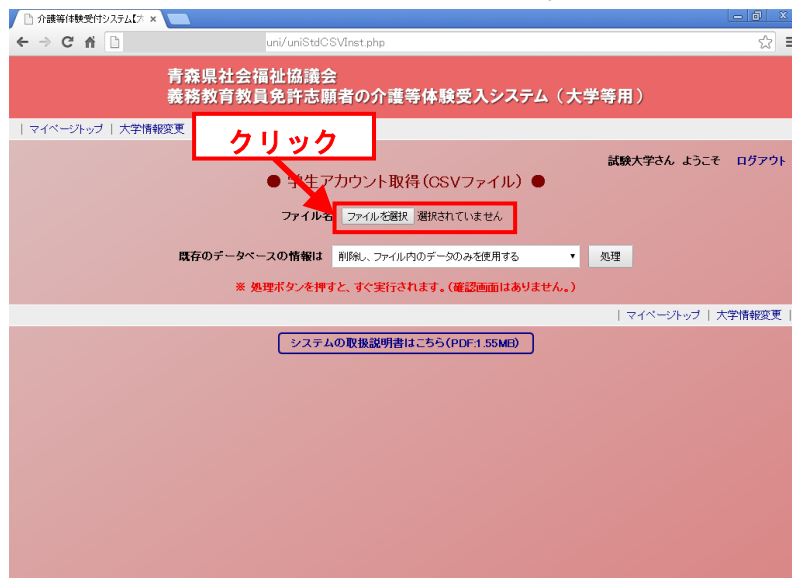 介護等体験受付システム【大
uni/uniStdCSVInst.php
青森県社会福祉協議会
義務教育教員免許志願者の介護等体験受入システム（大学等用）
| マイページトップ | 大学情報変更
クリック
試験大学さん ようこそ ログアウト
● 学生アカウント取得（CSVファイル） ●
ファイル名 ファイルを選択 選択されていません
既存のデータベースの情報は 削除し、ファイル内のデータのみを使用する 処理
※ 処理ボタンを押すと、すぐ実行されます。（確認画面はありません。）
| マイページトップ | 大学情報変更 |
システムの取扱説明書はこちら(PDF:1.55MB)